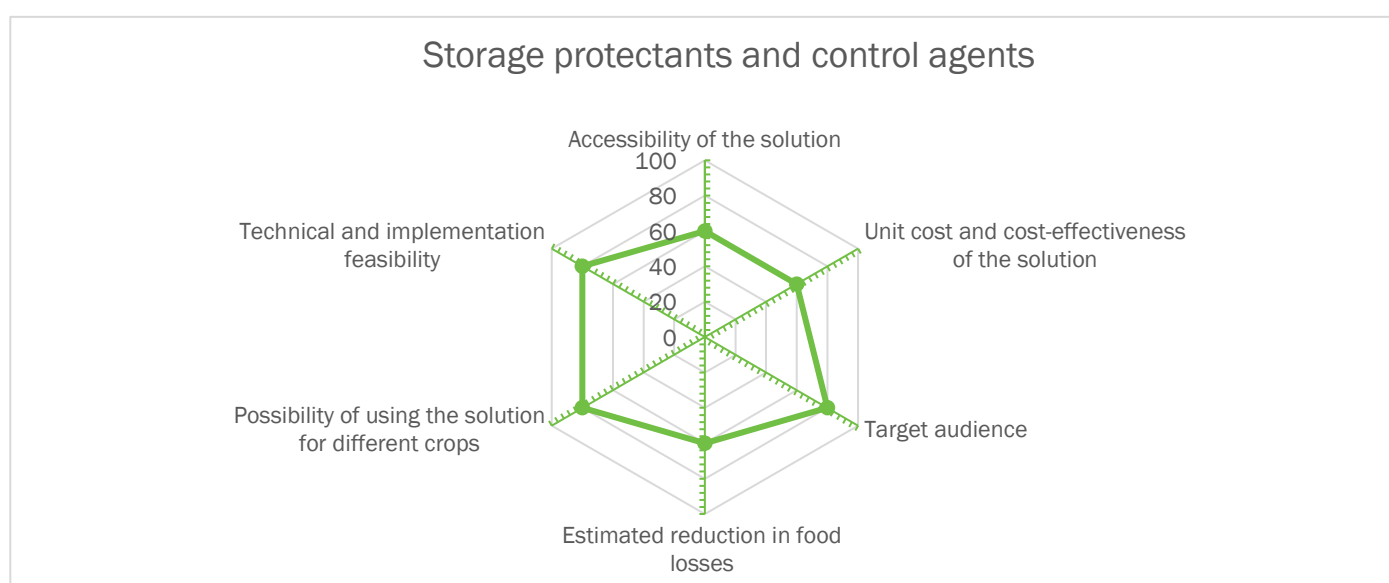 Storage protectants and control agents
Accessibility of the solution
100
80
60
40
20
0
Technical and implementation
feasibility
Unit cost and cost-effectiveness
of the solution
Possibility of using the solution
for different crops
Target audience
Estimated reduction in food
losses